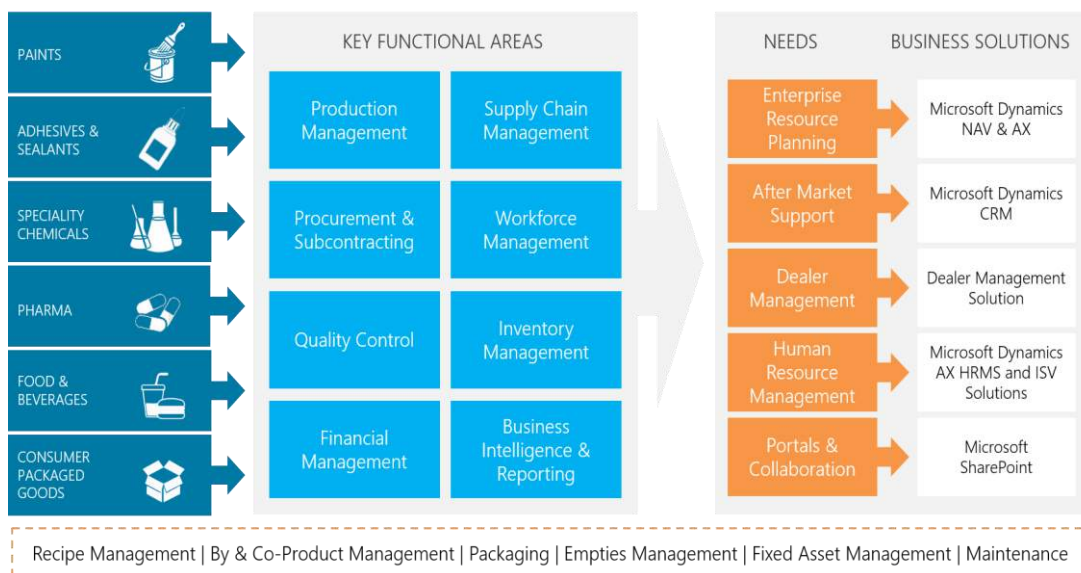 PAINTS
ADHESIVES &
SEALANTS
SPECIALITY
CHEMICALS
PHARMA
FOOD &
BEVERAGES
CONSUMER
PACKAGED
GOODS
KEY FUNCTIONAL AREAS
Production
Management
Supply Chain
Management
Procurement &
Subcontracting
Workforce
Management
Quality Control
Inventory
Management
Financial
Management
Business
Intelligence &
Reporting
NEEDS
BUSINESS SOLUTIONS
Enterprise
Resource
Planning
Microsoft Dynamics
NAV & AX
After Market
Support
Microsoft Dynamics
CRM
Dealer
Management
Dealer Management
Solution
Human
Resource
Management
Microsoft Dynamics
AX HRMS and ISV
Solutions
Portals &
Collaboration
Microsoft
SharePoint
Recipe Management | By & Co-Product Management | Packaging | Empties Management | Fixed Asset Management | Maintenance